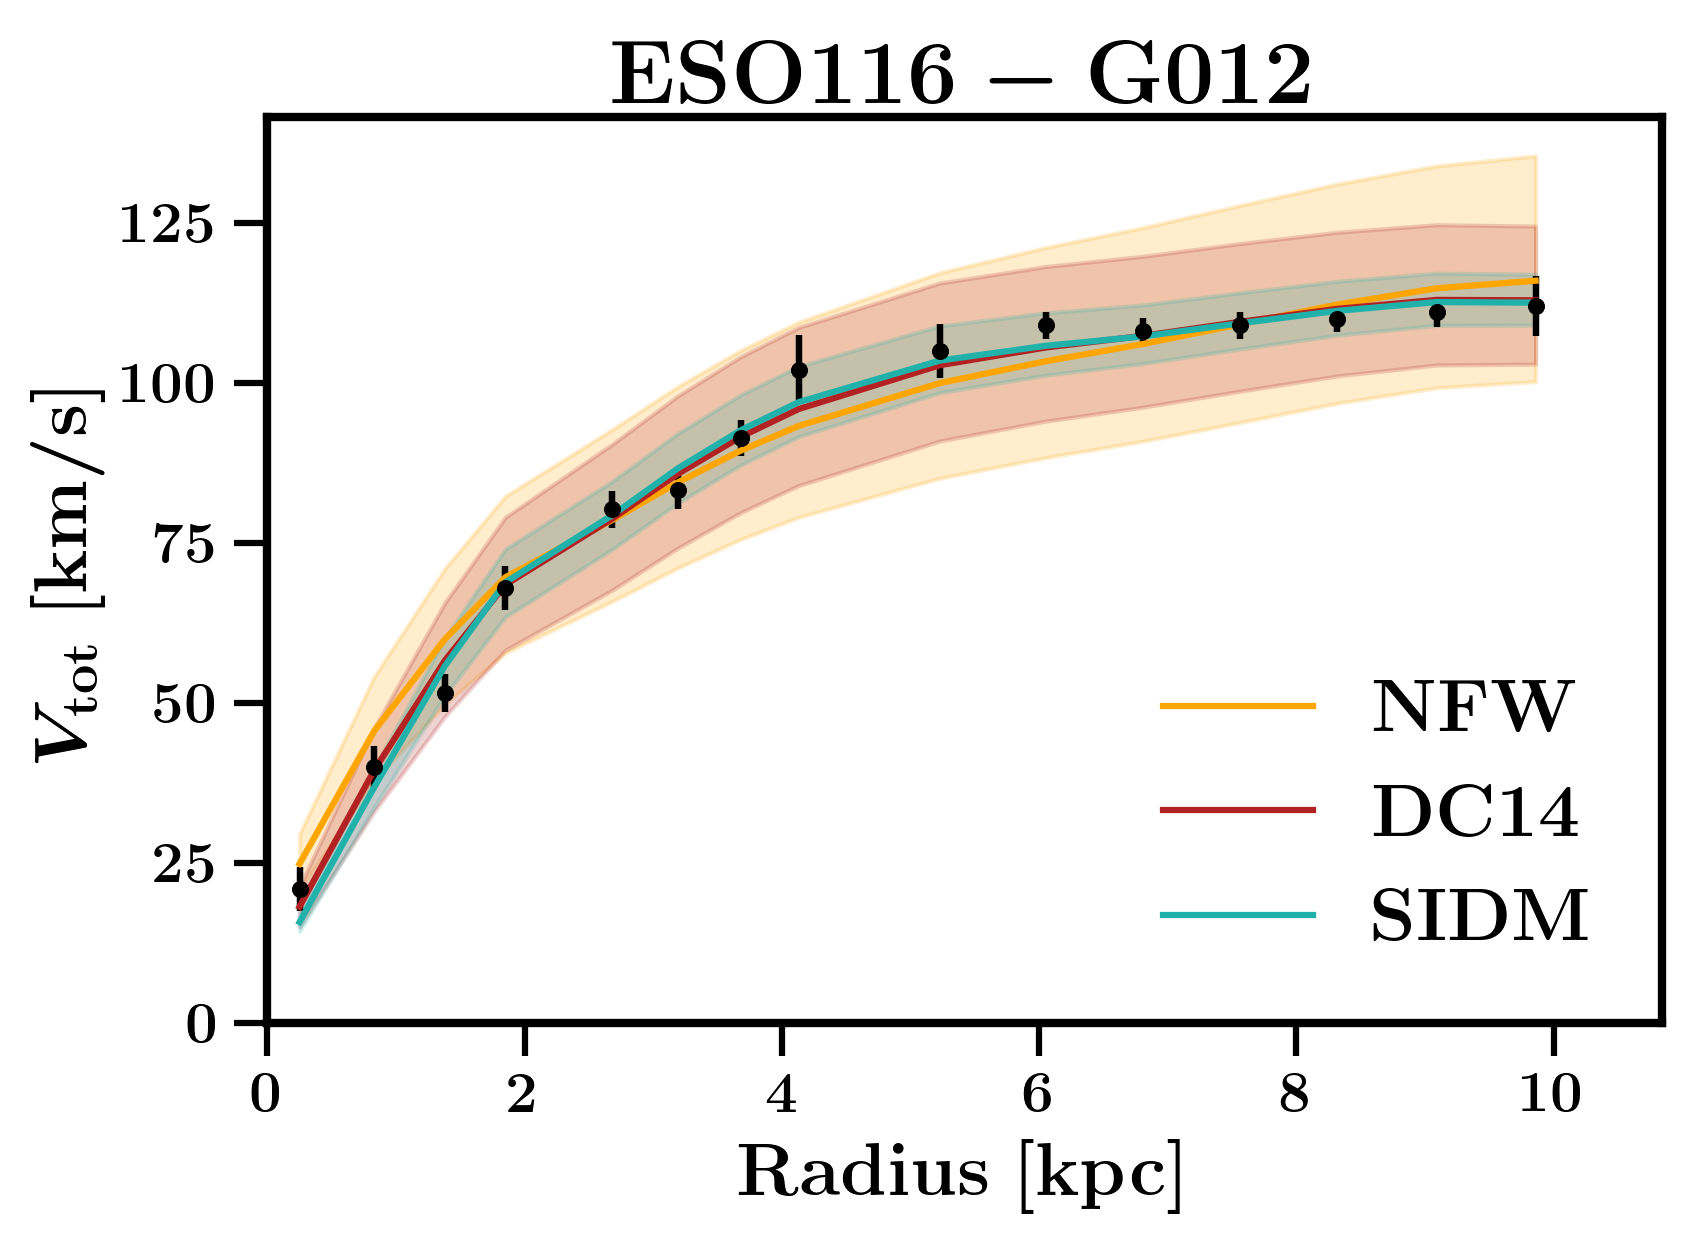 ESO116 − G012
V_tot [km/s]
125
100
75
50
25
0
NFW
DC14
SIDM
0 2 4 6 8 10
Radius [kpc]